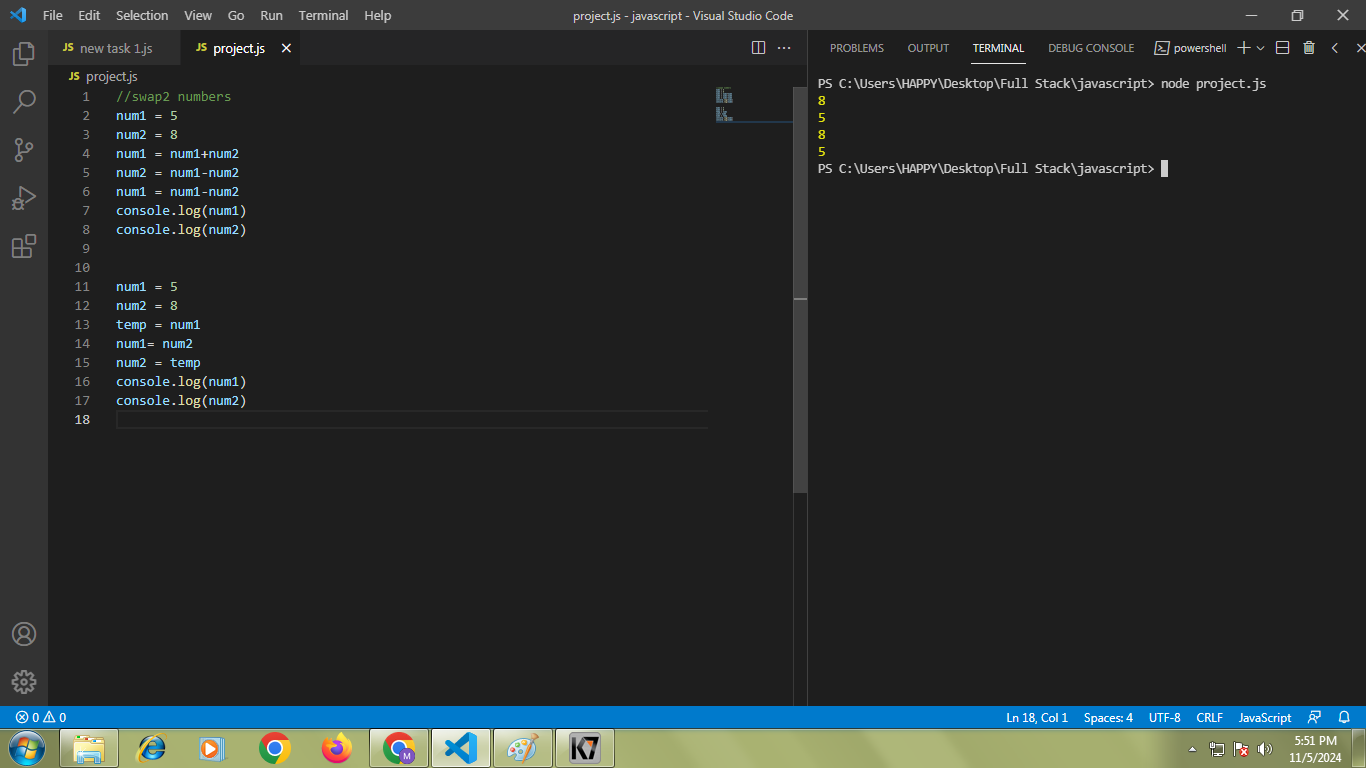 File Edit Selection View Go Run Terminal Help project.js - javascript - Visual Studio Code
JS new task 1.js JS project.js
JS project.js
1 //swap2 numbers
2 num1 = 5
3 num2 = 8
4 num1 = num1+num2
5 num2 = num1-num2
6 num1 = num1-num2
7 console.log(num1)
8 console.log(num2)
9
10
11 num1 = 5
12 num2 = 8
13 temp = num1
14 num1= num2
15 num2 = temp
16 console.log(num1)
17 console.log(num2)
18
PROBLEMS OUTPUT TERMINAL DEBUG CONSOLE powershell
PS C:\Users\HAPPY\Desktop\Full Stack\javascript> node project.js
8
5
8
5
PS C:\Users\HAPPY\Desktop\Full Stack\javascript>
0 0 Ln 18, Col 1 Spaces: 4 UTF-8 CRLF JavaScript
M K7
5:51 PM
11/5/2024